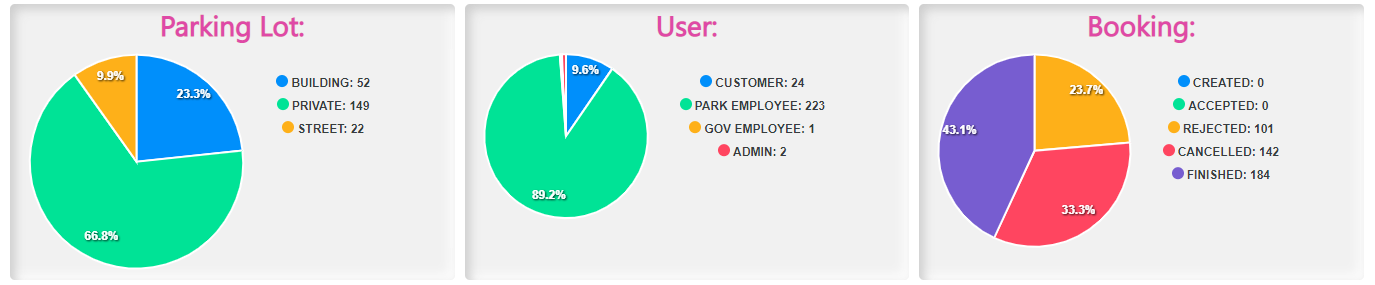 Parking Lot:
9.9%
23.3%
66.8%
BUILDING: 52
PRIVATE: 149
STREET: 22
User:
9.6%
89.2%
CUSTOMER: 24
PARK EMPLOYEE: 223
GOV EMPLOYEE: 1
ADMIN: 2
Booking:
23.7%
43.1%
33.3%
CREATED: 0
ACCEPTED: 0
REJECTED: 101
CANCELLED: 142
FINISHED: 184